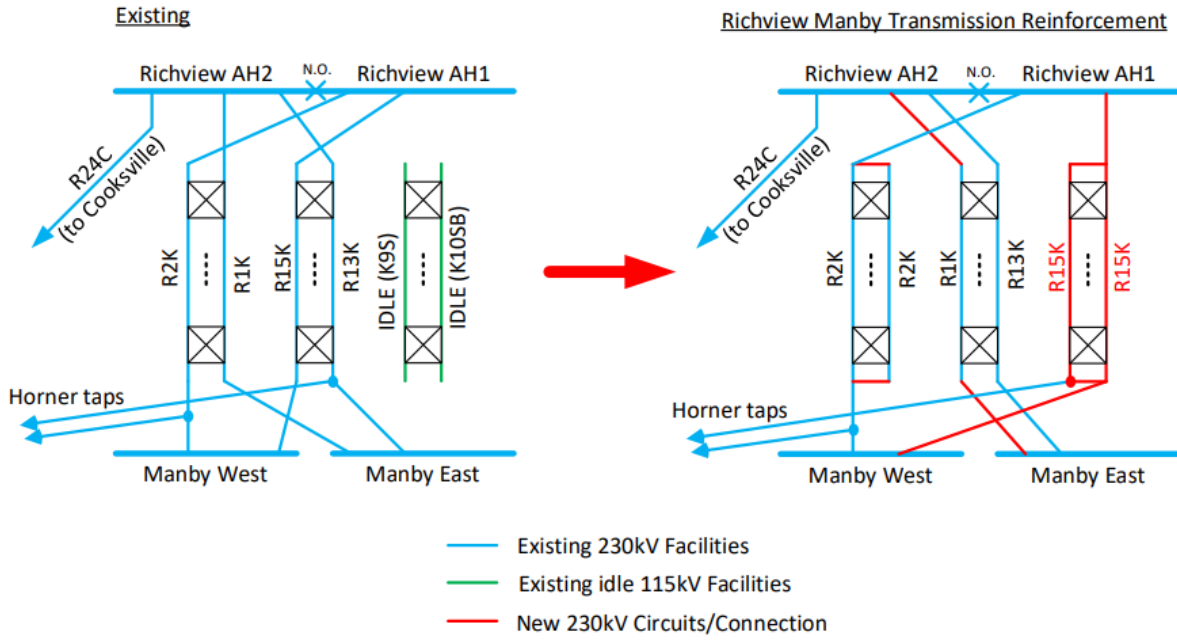 Existing
Richview Manby Transmission Reinforcement
Richview AH2
N.O.
Richview AH1
R24C
(to Cooksville)
R2K
R1K
R15K
R13K
IDLE (K9S)
IDLE (K10SB)
Horner taps
Manby West
Manby East
Richview AH2
N.O.
Richview AH1
R24C
(to Cooksville)
R2K
R2K
R1K
R13K
R15K
R15K
Horner taps
Manby West
Manby East
Existing 230kV Facilities
Existing idle 115kV Facilities
New 230kV Circuits/Connection